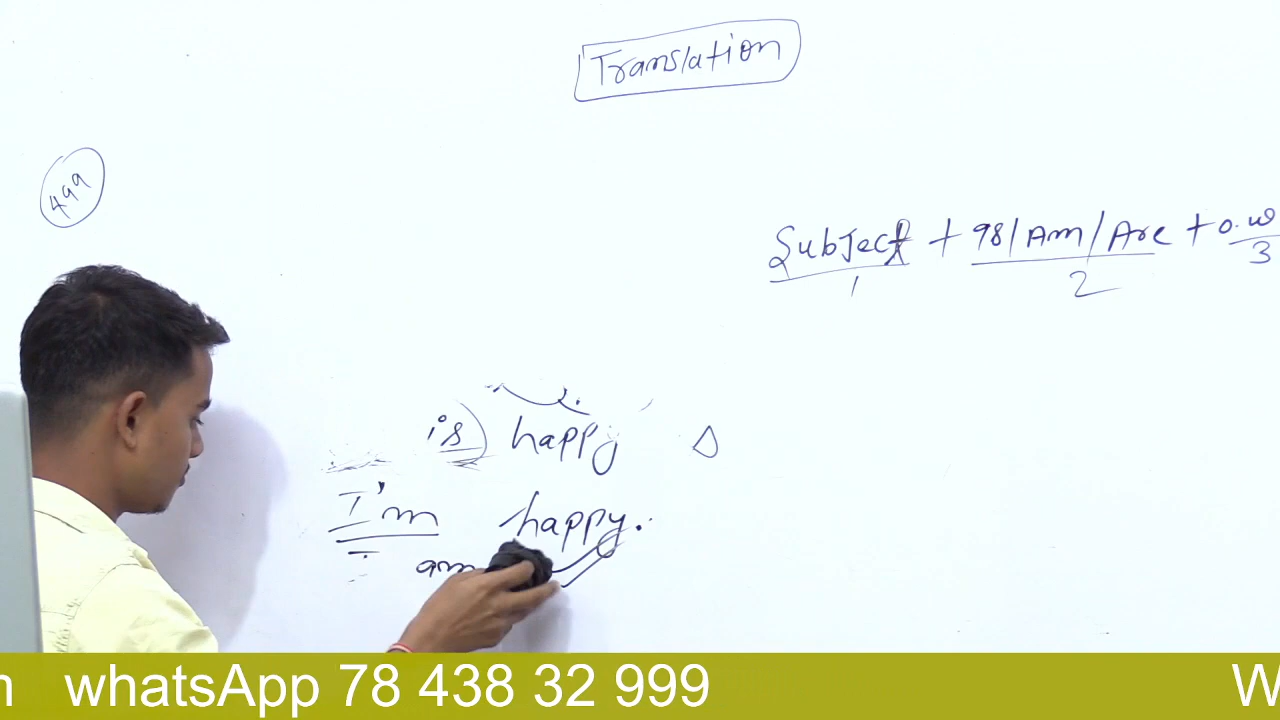 Translation
499
Subject + Is/Am/Are + o.w
1 2 3
is) happy
I'm happy.
am
whatsApp 78 438 32 999 W